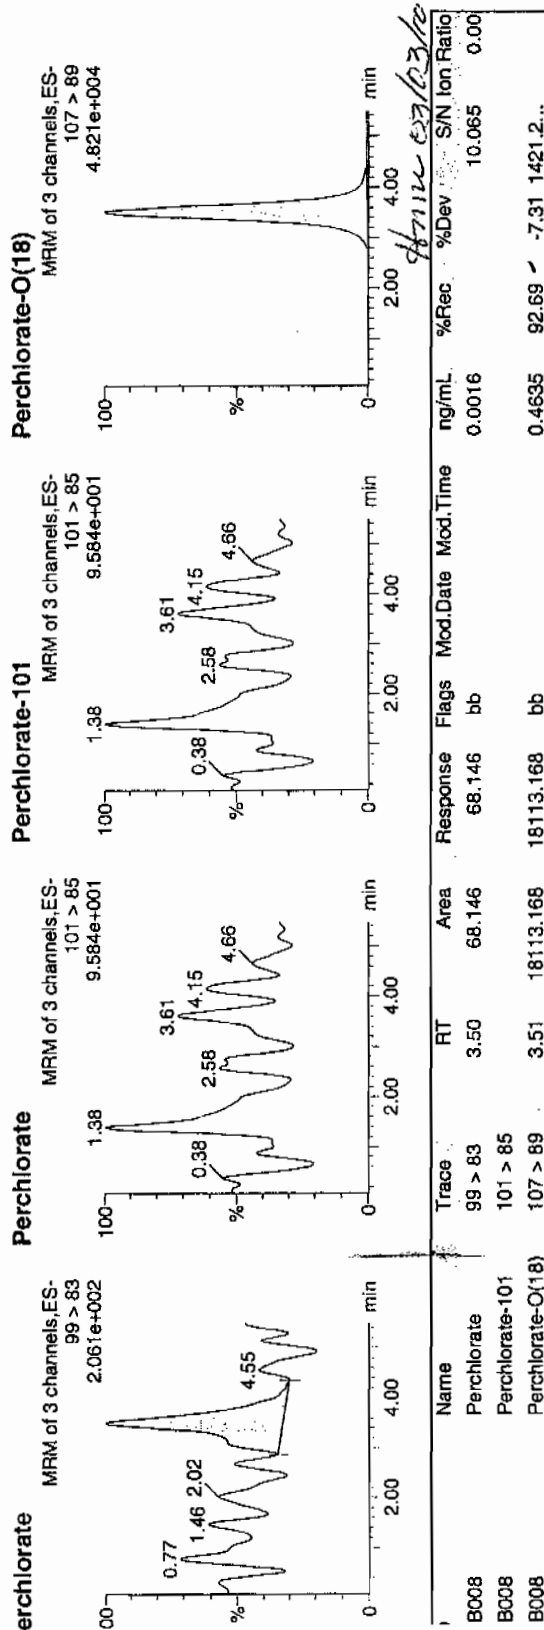 erchlorate
MRM of 3 channels,ES-
99 > 83
2.061e+002
00
%
0
0.77
1.46
2.02
4.55
2.00
4.00
min
Perchlorate
MRM of 3 channels,ES-
101 > 85
9.584e+001
100
%
0
0.38
1.38
2.58
3.61
4.15
4.66
2.00
4.00
min
Perchlorate-101
MRM of 3 channels,ES-
101 > 85
9.584e+001
100
%
0
0.38
1.38
2.58
3.61
4.15
4.66
2.00
4.00
min
Perchlorate-O(18)
MRM of 3 channels,ES-
107 > 89
4.821e+004
100
%
0
2.00
4.00
min
03/03/10
Name Trace RT Area Response Flags Mod.Date Mod.Time ng/mL %Rec %Dev S/N Ion Ratio
B008 Perchlorate 99 > 83 3.50 68.146 68.146 bb 0.0016 10.065 0.00
B008 Perchlorate-101 101 > 85
B008 Perchlorate-O(18) 107 > 89 3.51 18113.168 18113.168 bb 0.4635 92.69 -7.31 1421.2...